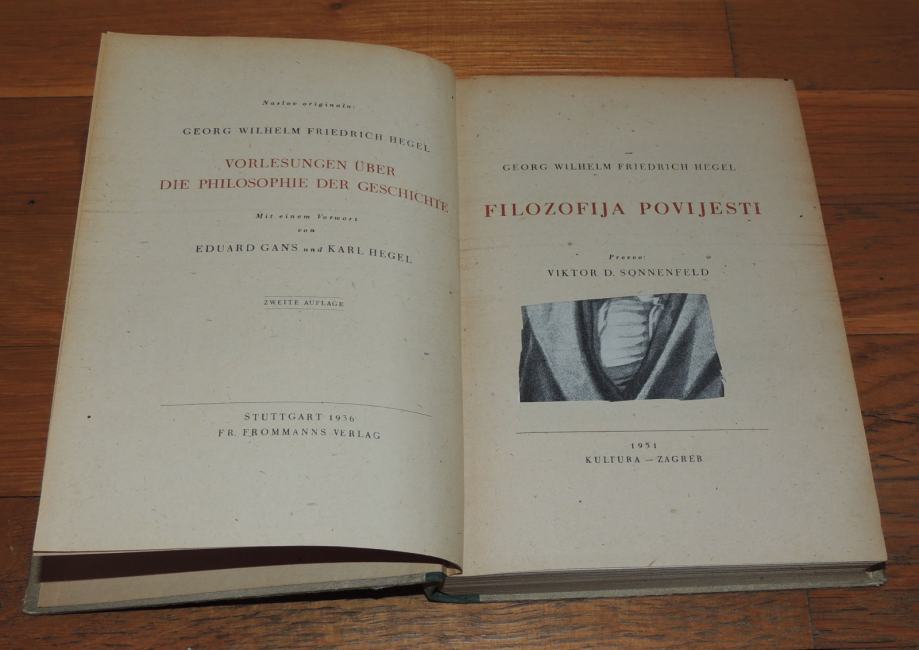 Naslov originala:
GEORG WILHELM FRIEDRICH HEGEL
VORLESUNGEN ÜBER
DIE PHILOSOPHIE DER GESCHICHTE
Mit einem Vorwort
von
EDUARD GANS und KARL HEGEL
ZWEITE AUFLAGE
STUTTGART 1936
FR. FROMMANNS VERLAG
GEORG WILHELM FRIEDRICH HEGEL
FILOZOFIJA POVIJESTI
Preveo:
VIKTOR D. SONNENFELD
1951
KULTURA — ZAGREB